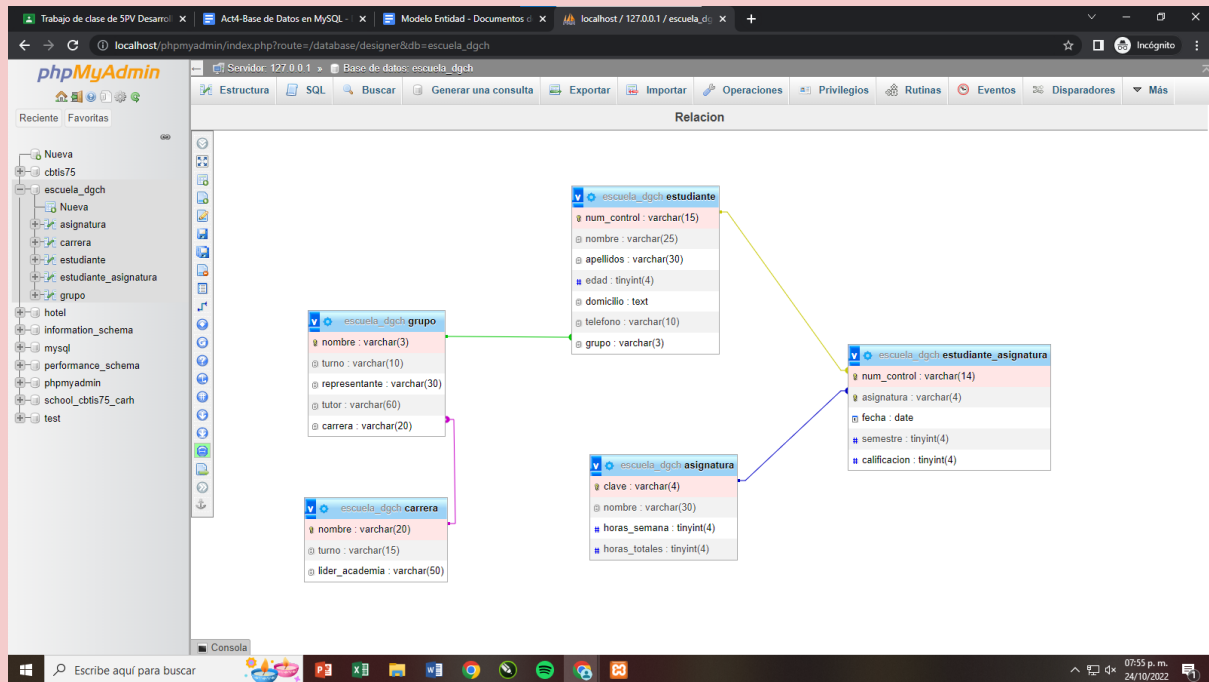 Trabajo de clase de 5PV Desarrol
Act4-Base de Datos en MySQL -
Modelo Entidad - Documentos d
localhost / 127.0.0.1 / escuela_dg
localhost/phpmyadmin/index.php?route=/database/designer&db=escuela_dgch
Incógnito
phpMyAdmin
Reciente Favoritas
Nueva
cbtis75
escuela_dgch
Nueva
asignatura
carrera
estudiante
estudiante_asignatura
grupo
hotel
information_schema
mysql
performance_schema
phpmyadmin
school_cbtis75_carh
test
Servidor: 127.0.0.1 » Base de datos: escuela_dgch
Estructura SQL Buscar Generar una consulta Exportar Importar Operaciones Privilegios Rutinas Eventos Disparadores Más
Relacion
escuela_dgch estudiante
num_control : varchar(15)
nombre : varchar(25)
apellidos : varchar(30)
edad : tinyint(4)
domicilio : text
telefono : varchar(10)
grupo : varchar(3)
escuela_dgch grupo
nombre : varchar(3)
turno : varchar(10)
representante : varchar(30)
tutor : varchar(60)
carrera : varchar(20)
escuela_dgch estudiante_asignatura
num_control : varchar(14)
asignatura : varchar(4)
fecha : date
semestre : tinyint(4)
calificacion : tinyint(4)
escuela_dgch asignatura
clave : varchar(4)
nombre : varchar(30)
horas_semana : tinyint(4)
horas_totales : tinyint(4)
escuela_dgch carrera
nombre : varchar(20)
turno : varchar(15)
lider_academia : varchar(50)
Consola
Escribe aquí para buscar
07:55 p. m.
24/10/2022